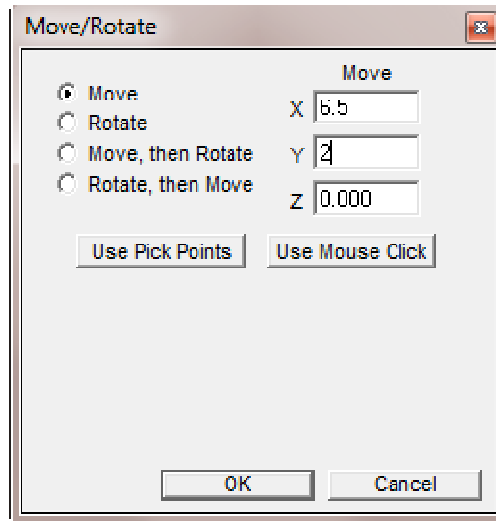 Move/Rotate
Move
Move
Rotate
Move, then Rotate
Rotate, then Move
X 6.5
Y 2
Z 0.000
Use Pick Points
Use Mouse Click
OK
Cancel